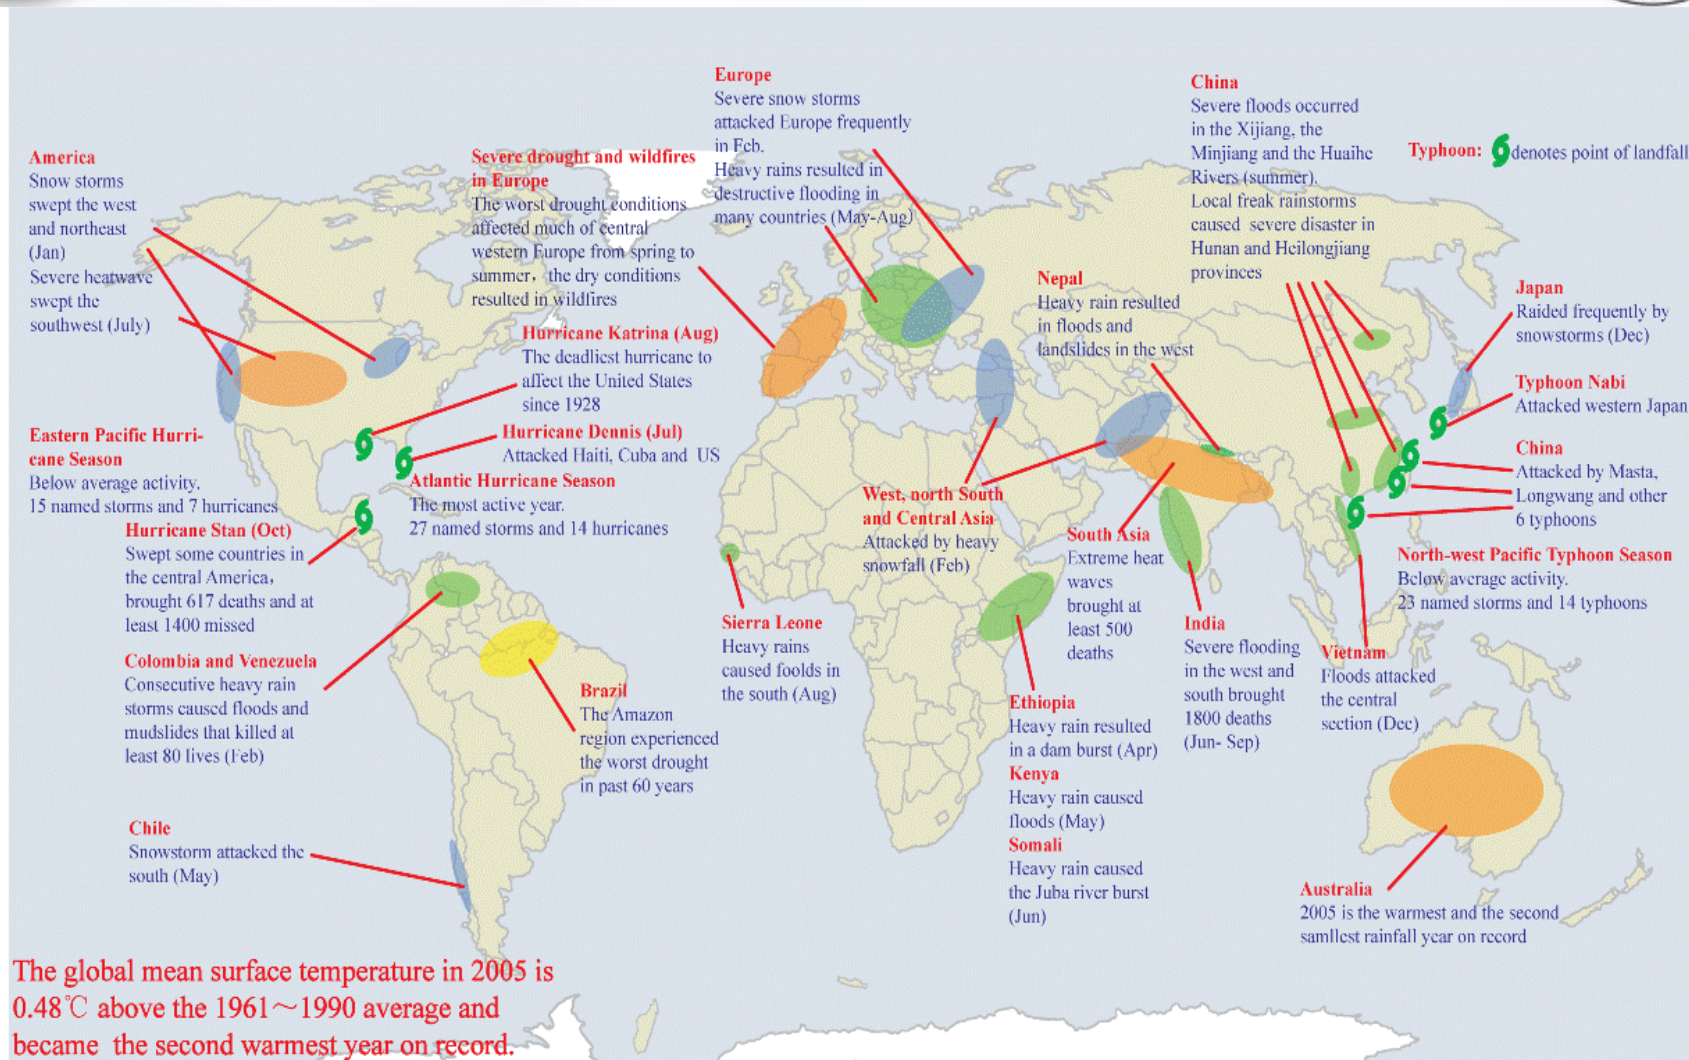 America
Snow storms
swept the west
and northeast
(Jan)
Severe heatwave
swept the
southwest (July)
Severe drought and wildfires
in Europe
The worst drought conditions
affected much of central
western Europe from spring to
summer, the dry conditions
resulted in wildfires
Europe
Severe snow storms
attacked Europe frequently
in Feb.
Heavy rains resulted in
destructive flooding in
many countries (May-Aug)
China
Severe floods occurred
in the Xijiang, the
Minjiang and the Huaihe
Rivers (summer).
Local freak rainstorms
caused severe disaster in
Hunan and Heilongjiang
provinces
Typhoon: denotes point of landfall
Nepal
Heavy rain resulted
in floods and
landslides in the west
Japan
Raided frequently by
snowstorms (Dec)
Typhoon Nabi
Attacked western Japan
China
Attacked by Masta,
Longwang and other
6 typhoons
North-west Pacific Typhoon Season
Below average activity.
23 named storms and 14 typhoons
Hurricane Katrina (Aug)
The deadliest hurricane to
affect the United States
since 1928
Hurricane Dennis (Jul)
Attacked Haiti, Cuba and US
Atlantic Hurricane Season
The most active year.
27 named storms and 14 hurricanes
Eastern Pacific Hurri-
cane Season
Below average activity.
15 named storms and 7 hurricanes
Hurricane Stan (Oct)
Swept some countries in
the central America,
brought 617 deaths and at
least 1400 missed
Colombia and Venezuela
Consecutive heavy rain
storms caused floods and
mudslides that killed at
least 80 lives (Feb)
Brazil
The Amazon
region experienced
the worst drought
in past 60 years
Chile
Snowstorm attacked the
south (May)
Sierra Leone
Heavy rains
caused foolds in
the south (Aug)
West, north South
and Central Asia
Attacked by heavy
snowfall (Feb)
South Asia
Extreme heat
waves
brought at
least 500
deaths
India
Severe flooding
in the west and
south brought
1800 deaths
(Jun- Sep)
Vietnam
Floods attacked
the central
section (Dec)
Ethiopia
Heavy rain resulted
in a dam burst (Apr)
Kenya
Heavy rain caused
floods (May)
Somali
Heavy rain caused
the Juba river burst
(Jun)
Australia
2005 is the warmest and the second
samllest rainfall year on record
The global mean surface temperature in 2005 is
0.48℃ above the 1961～1990 average and
became the second warmest year on record.